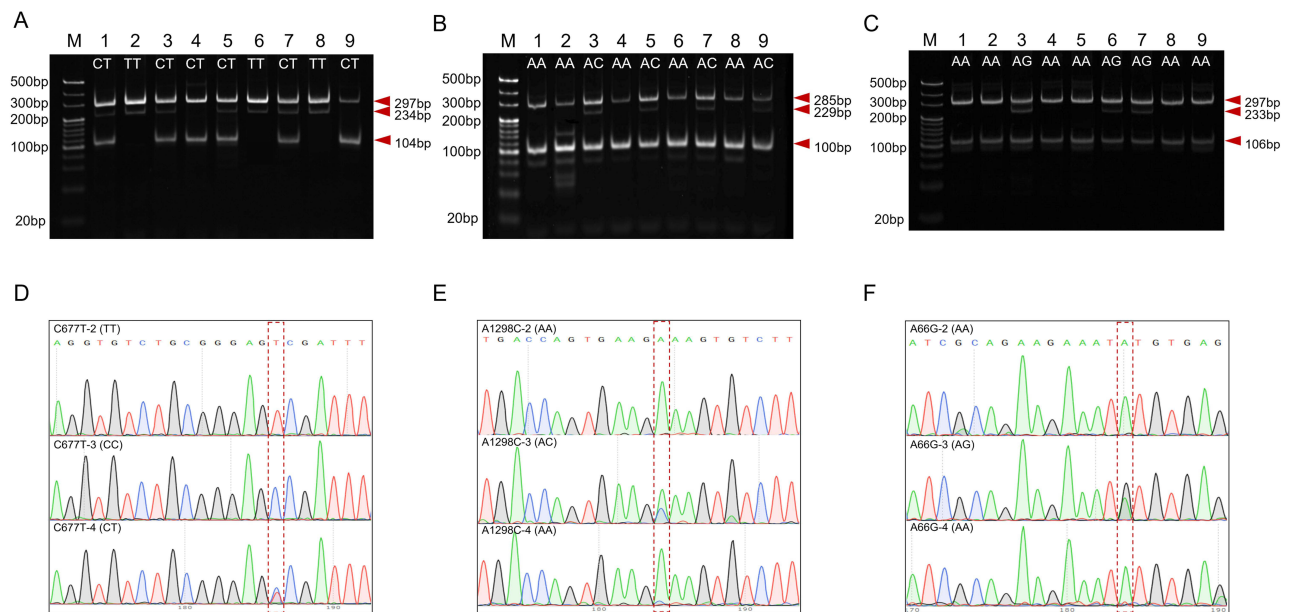 A
M 1 2 3 4 5 6 7 8 9
CT TT CT CT CT TT CT TT CT
500bp
300bp
200bp
100bp
20bp
297bp
234bp
104bp
B
M 1 2 3 4 5 6 7 8 9
AA AA AC AA AC AA AC AA AC
500bp
300bp
200bp
100bp
20bp
285bp
229bp
100bp
C
M 1 2 3 4 5 6 7 8 9
AA AA AG AA AA AG AG AA AA
500bp
300bp
200bp
100bp
20bp
297bp
233bp
106bp
D
C677T-2 (TT)
A G G T G T C T G C G G G A G T C G A T T T
C677T-3 (CC)
C677T-4 (CT)
180 190
E
A1298C-2 (AA)
T G A C C A G T G A A G A A A G T G T C T T
A1298C-3 (AC)
A1298C-4 (AA)
180 190
F
A66G-2 (AA)
A T C G C A G A A G A A A T A T G T G A G
A66G-3 (AG)
A66G-4 (AA)
170 180 190